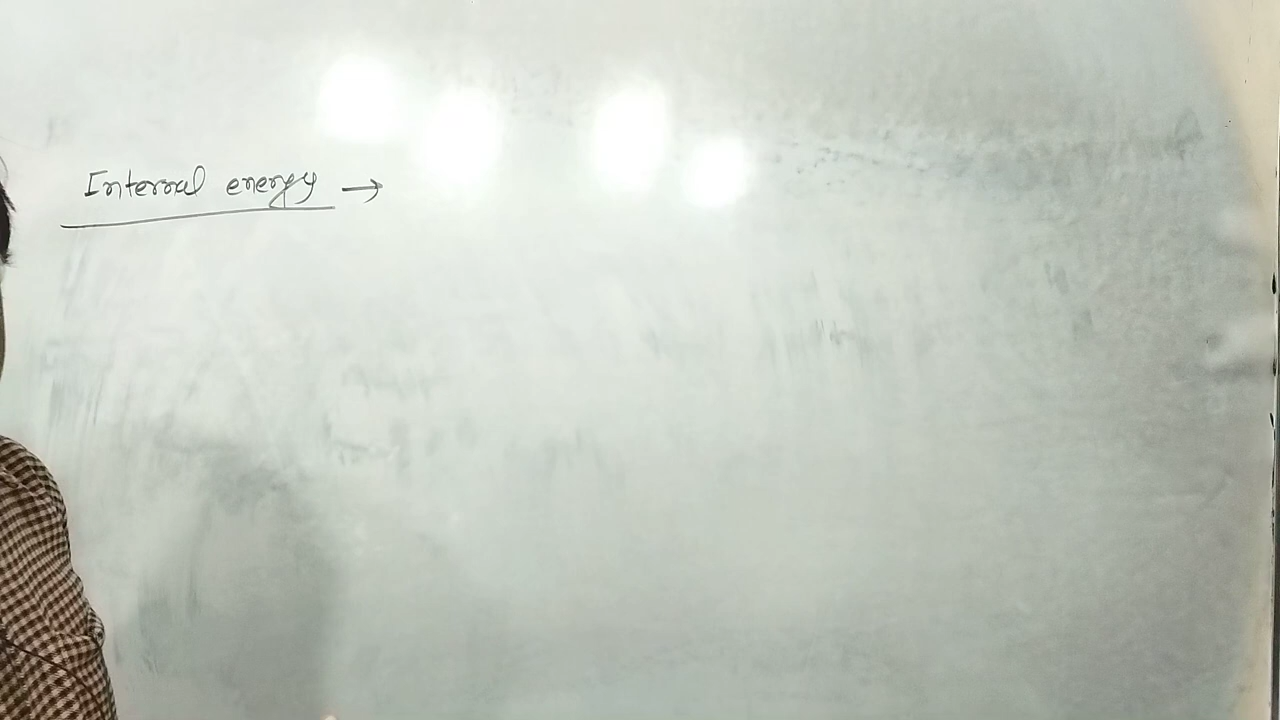 Internal energy →